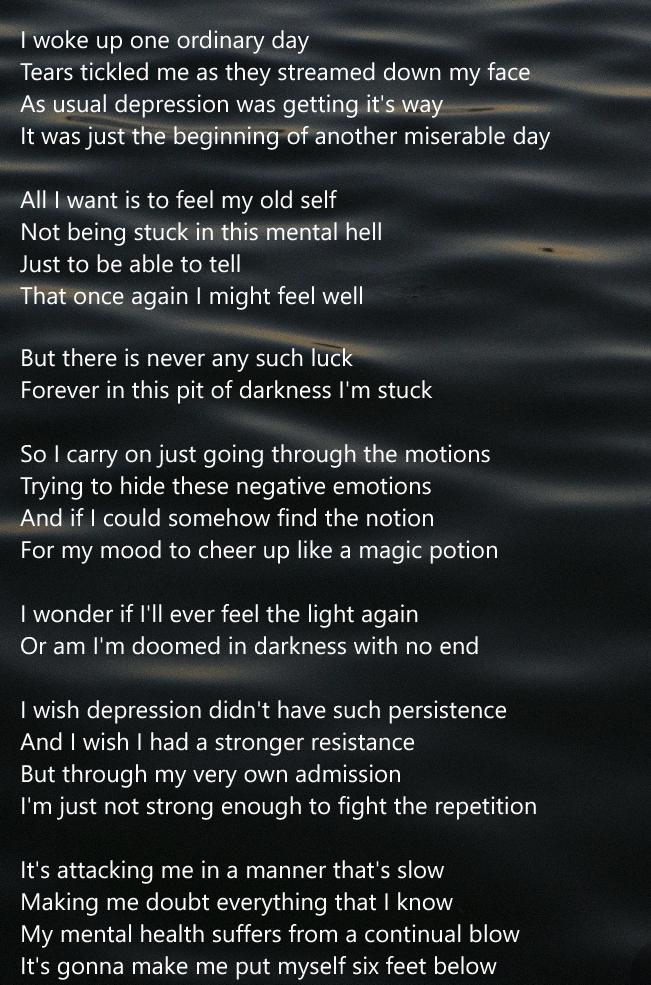 I woke up one ordinary day
Tears tickled me as they streamed down my face
As usual depression was getting it's way
It was just the beginning of another miserable day
All I want is to feel my old self
Not being stuck in this mental hell
Just to be able to tell
That once again I might feel well
But there is never any such luck
Forever in this pit of darkness I'm stuck
So I carry on just going through the motions
Trying to hide these negative emotions
And if I could somehow find the notion
For my mood to cheer up like a magic potion
I wonder if I'll ever feel the light again
Or am I'm doomed in darkness with no end
I wish depression didn't have such persistence
And I wish I had a stronger resistance
But through my very own admission
I'm just not strong enough to fight the repetition
It's attacking me in a manner that's slow
Making me doubt everything that I know
My mental health suffers from a continual blow
It's gonna make me put myself six feet below